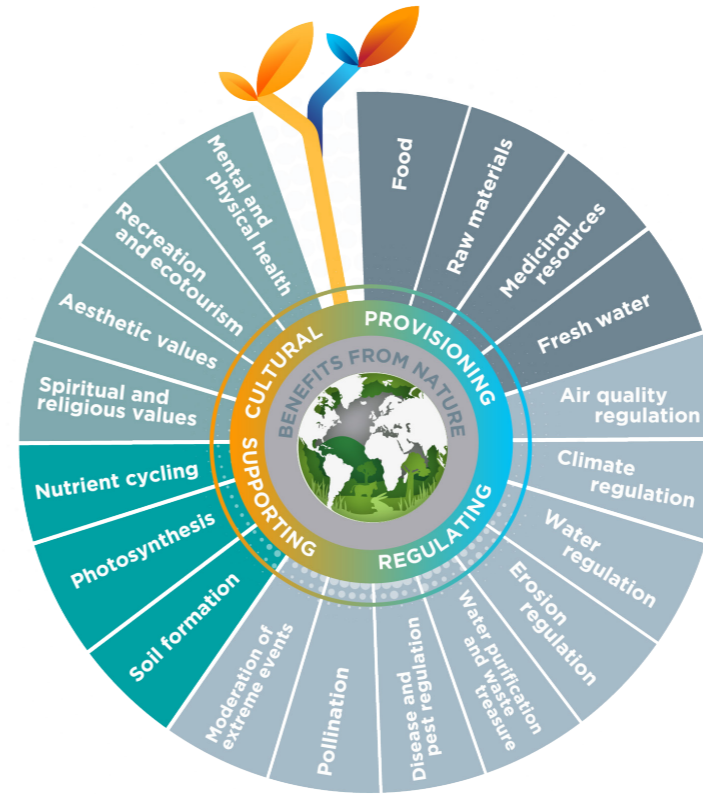 BENEFITS FROM NATURE
PROVISIONING
Food
Raw materials
Medicinal
resources
Fresh water
REGULATING
Air quality
regulation
Climate
regulation
Water
regulation
Erosion
regulation
Water purification
and waste
treasure
Disease and
pest regulation
Pollination
Moderation of
extreme events
SUPPORTING
Soil formation
Photosynthesis
Nutrient cycling
CULTURAL
Spiritual and
religious values
Aesthetic values
Recreation
and ecotourism
Mental and
physical health